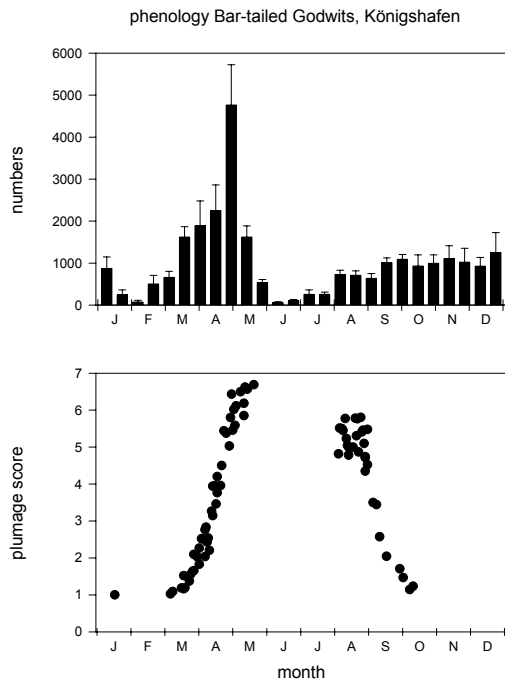 phenology Bar-tailed Godwits, Königshafen
6000
5000
4000
3000
2000
1000
0
numbers
J F M A M J J A S O N D
7
6
5
4
3
2
1
0
plumage score
J F M A M J J A S O N D
month